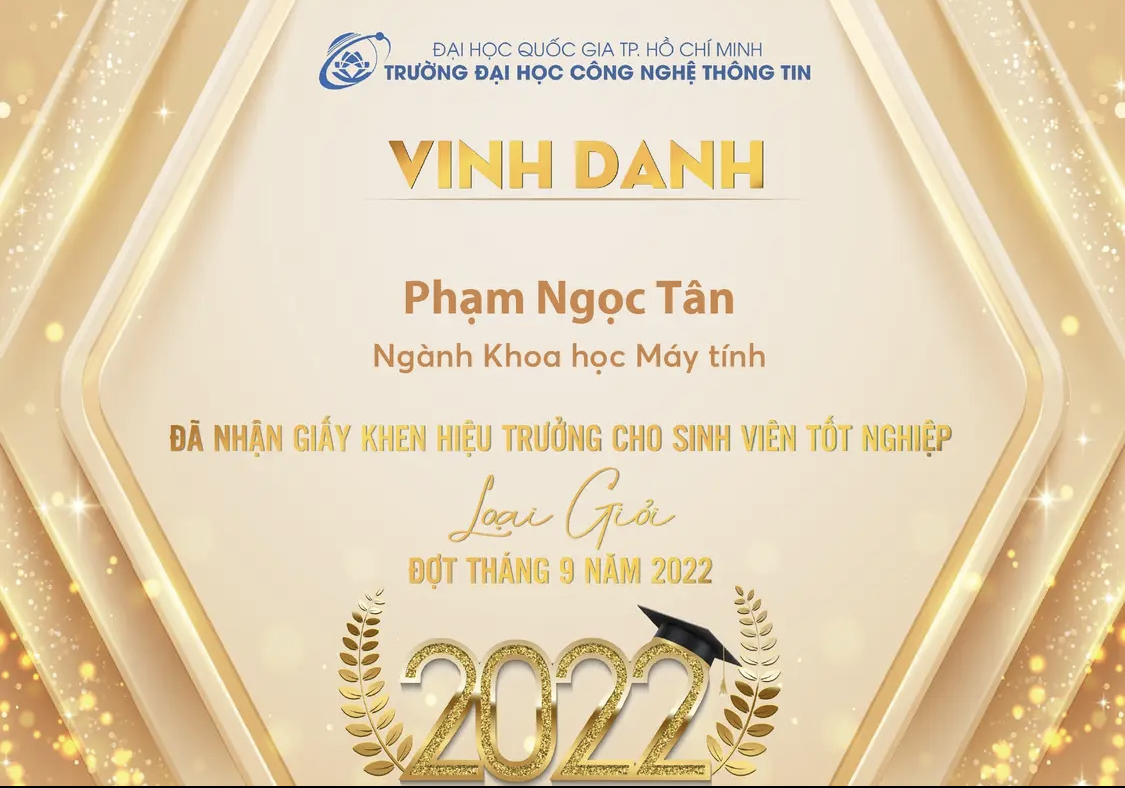 ĐẠI HỌC QUỐC GIA TP. HỒ CHÍ MINH
TRƯỜNG ĐẠI HỌC CÔNG NGHỆ THÔNG TIN
VINH DANH
Phạm Ngọc Tân
Ngành Khoa học Máy tính
ĐÃ NHẬN GIẤY KHEN HIỆU TRƯỞNG CHO SINH VIÊN TỐT NGHIỆP
Loại Giỏi
ĐỢT THÁNG 9 NĂM 2022
2022